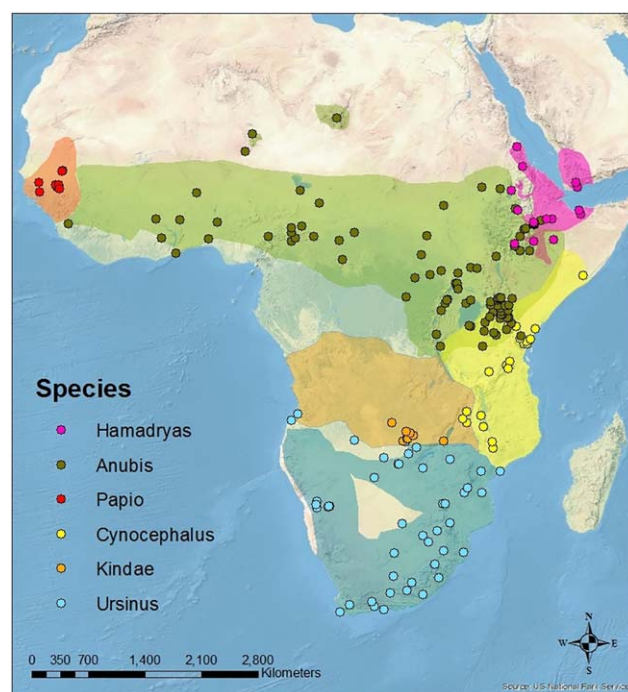 Species
Hamadryas
Anubis
Papio
Cynocephalus
Kindae
Ursinus
0 350 700 1,400 2,100 2,800
Kilometers
N
W E
S
Source: US National Park Service